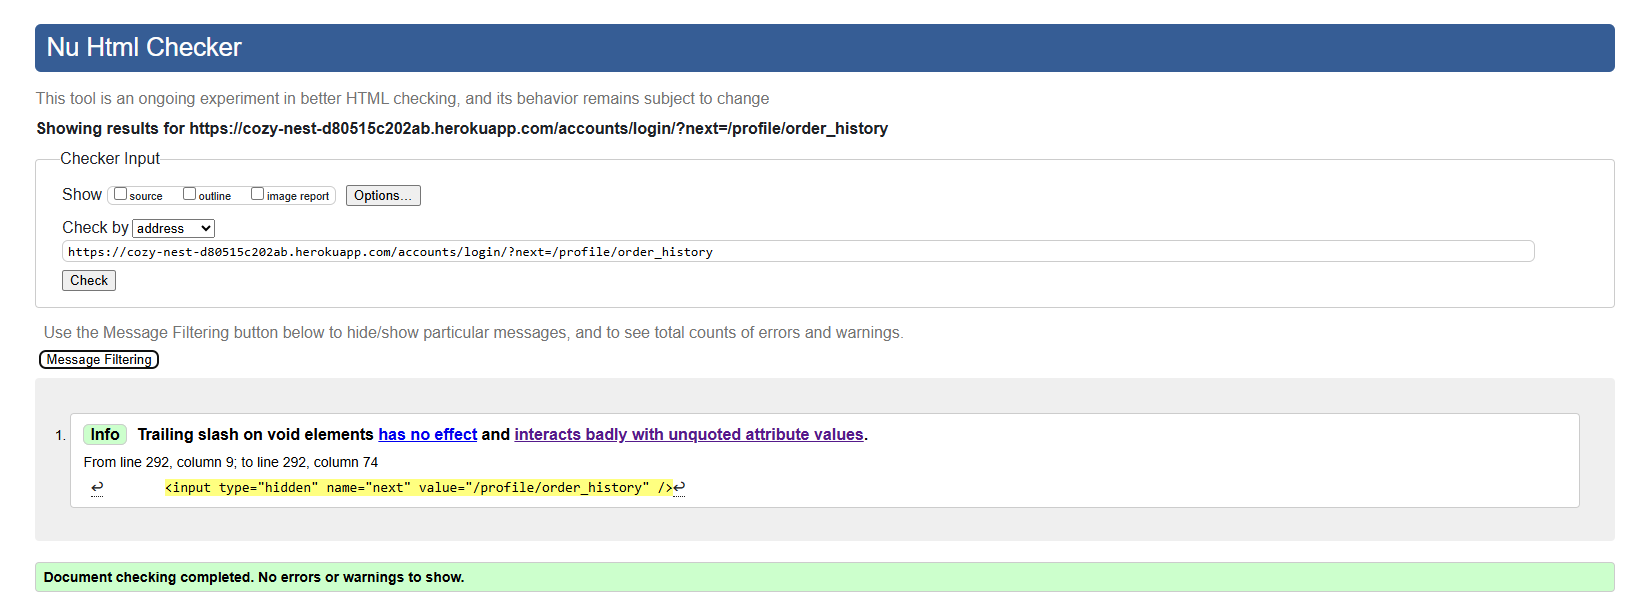 Nu Html Checker
This tool is an ongoing experiment in better HTML checking, and its behavior remains subject to change
Showing results for https://cozy-nest-d80515c202ab.herokuapp.com/accounts/login/?next=/profile/order_history
Checker Input
Show source outline image report Options...
Check by address
https://cozy-nest-d80515c202ab.herokuapp.com/accounts/login/?next=/profile/order_history
Check
Use the Message Filtering button below to hide/show particular messages, and to see total counts of errors and warnings.
Message Filtering
1. Info Trailing slash on void elements has no effect and interacts badly with unquoted attribute values.
From line 292, column 9; to line 292, column 74
↩ <input type="hidden" name="next" value="/profile/order_history" />↩
Document checking completed. No errors or warnings to show.